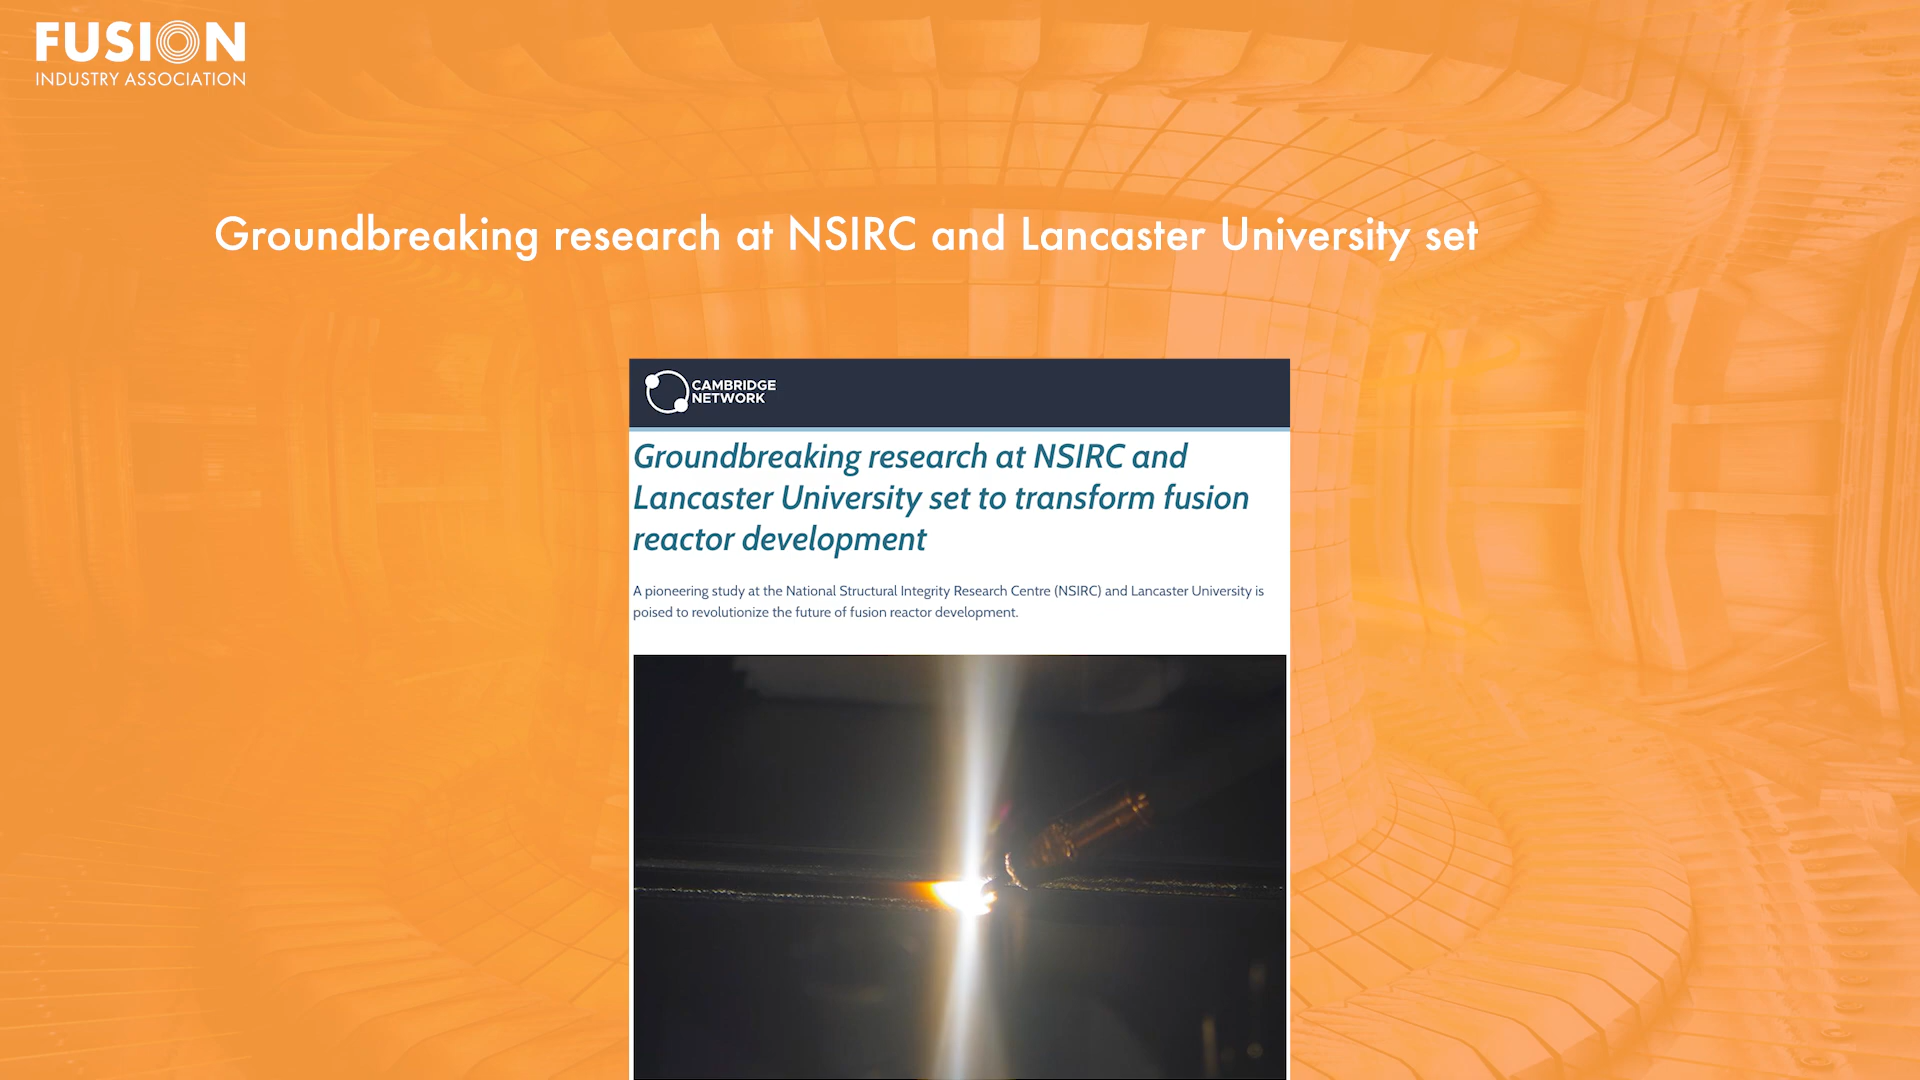 FUSION
INDUSTRY ASSOCIATION
Groundbreaking research at NSIRC and Lancaster University set
CAMBRIDGE
NETWORK
Groundbreaking research at NSIRC and
Lancaster University set to transform fusion
reactor development
A pioneering study at the National Structural Integrity Research Centre (NSIRC) and Lancaster University is
poised to revolutionize the future of fusion reactor development.